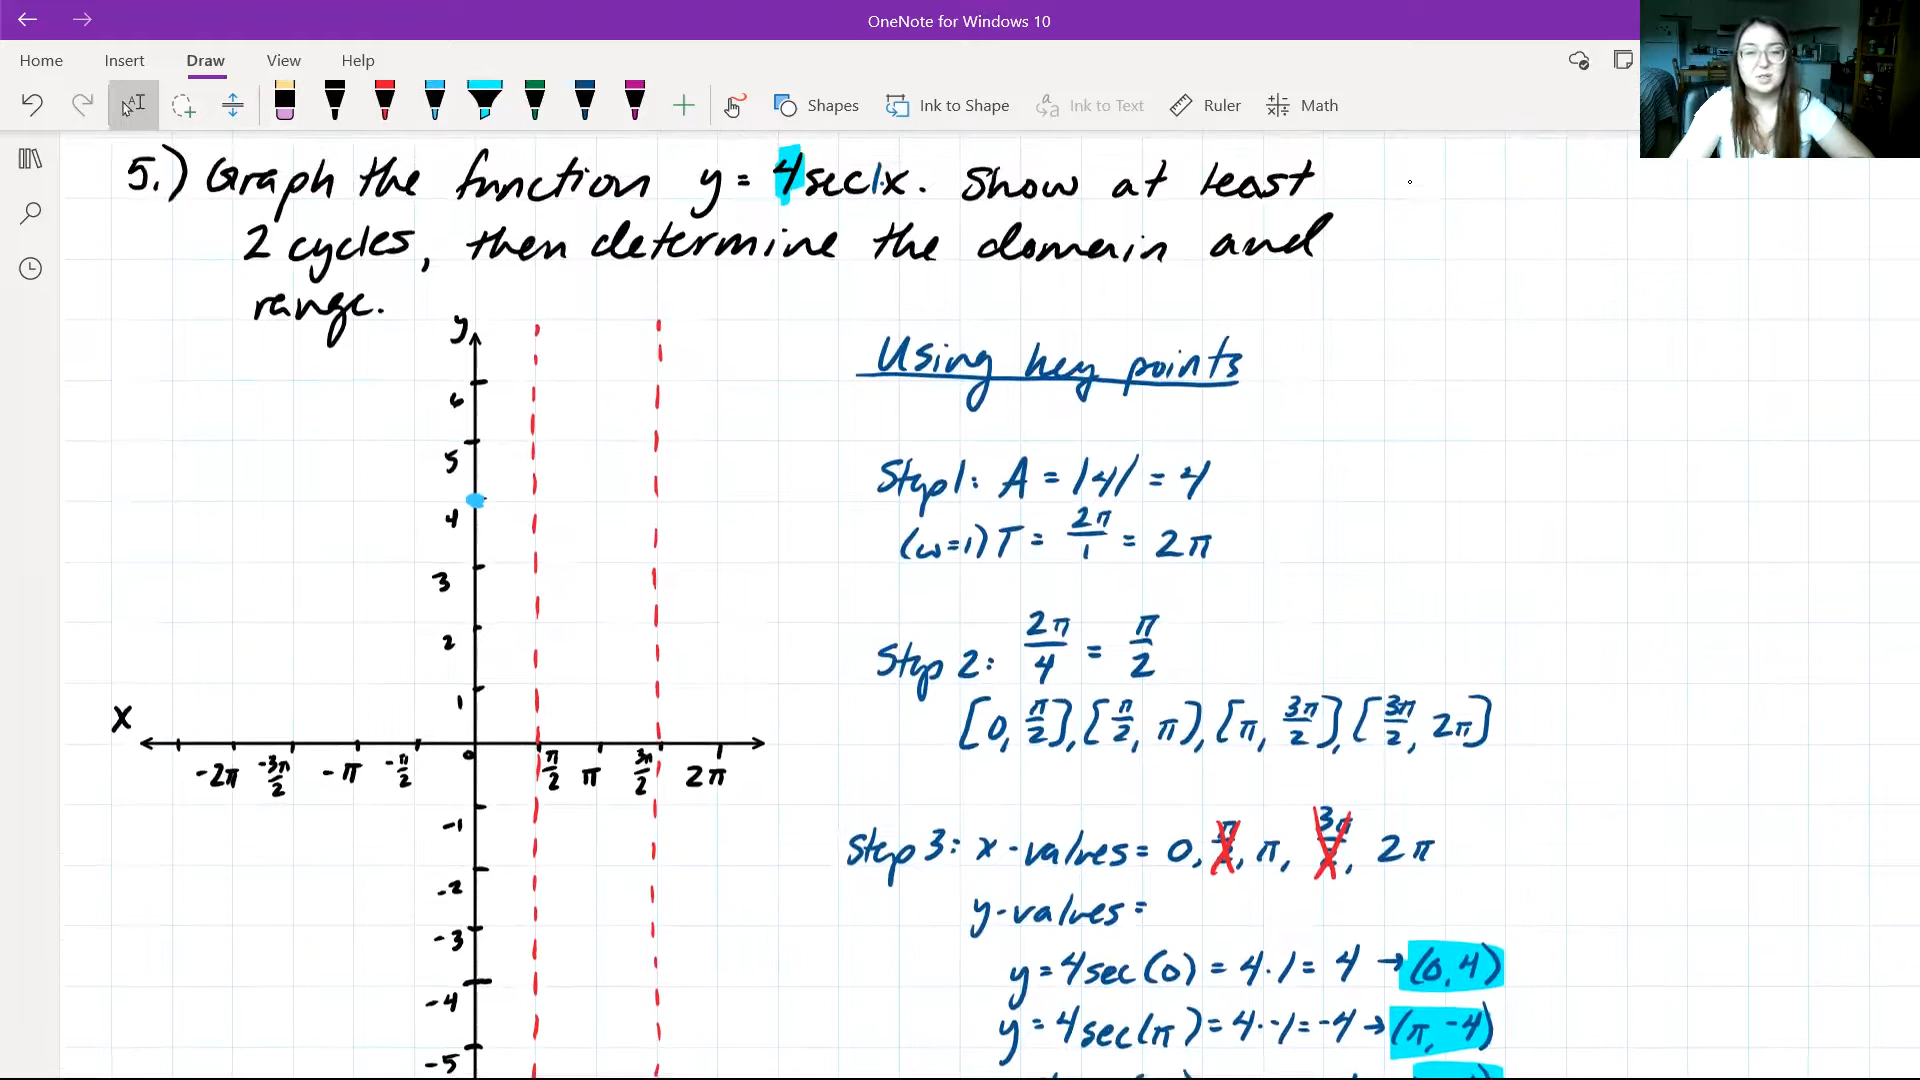 OneNote for Windows 10
Home Insert Draw View Help
Shapes Ink to Shape Ink to Text Ruler Math
5.) Graph the function y = 4sec1·x. Show at least
2 cycles, then determine the domain and
range.
y
6
5
4
3
2
1
x
-2π -3π/2 -π -π/2 0 π/2 π 3π/2 2π
-1
-2
-3
-4
-5
Using key points
Step 1: A = |4| = 4
(ω=1) T = 2π/1 = 2π
Step 2: 2π/4 = π/2
[0, π/2], [π/2, π], [π, 3π/2], [3π/2, 2π]
Step 3: x-values = 0, π/2, π, 3π/2, 2π
y-values =
y = 4sec(0) = 4·1 = 4 → (0, 4)
y = 4sec(π) = 4·-1 = -4 → (π, -4)